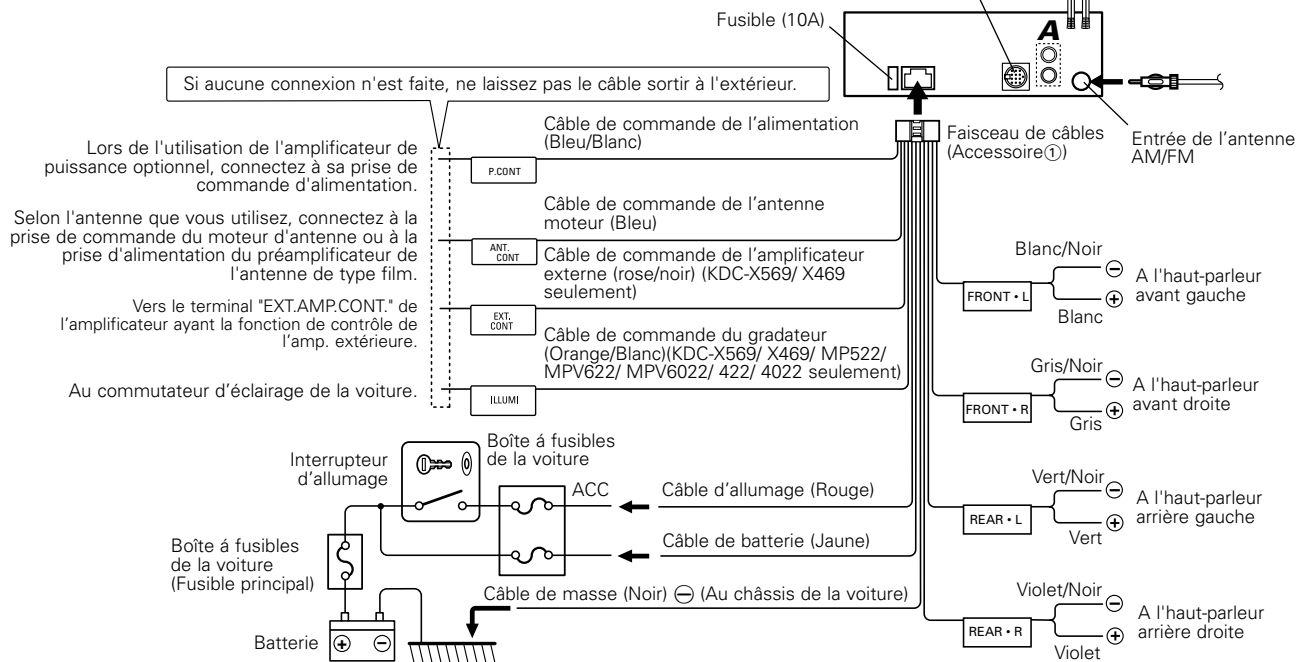 Fusible (10A)
A
Si aucune connexion n'est faite, ne laissez pas le câble sortir à l'extérieur.
Entrée de l’antenne
AM/FM
Faisceau de câbles
(Accessoire①)
Lors de l'utilisation de l'amplificateur de
puissance optionnel, connectez à sa prise de
commande d'alimentation.
P.CONT
Câble de commande de l’alimentation
(Bleu/Blanc)
Selon l'antenne que vous utilisez, connectez à la
prise de commande du moteur d'antenne ou à la
prise d'alimentation du préamplificateur de
l'antenne de type film.
ANT.
CONT
Câble de commande de l’antenne
moteur (Bleu)
Vers le terminal "EXT.AMP.CONT." de
l’amplificateur ayant la fonction de contrôle de
l’amp. extérieure.
EXT.
CONT
Câble de commande de l’amplificateur
externe (rose/noir) (KDC-X569/ X469
seulement)
Au commutateur d’éclairage de la voiture.
ILLUMI
Câble de commande du gradateur
(Orange/Blanc)(KDC-X569/ X469/ MP522/
MPV622/ MPV6022/ 422/ 4022 seulement)
Blanc/Noir
⊖
FRONT • L
⊕
Blanc
A l'haut-parleur
avant gauche
Gris/Noir
⊖
FRONT • R
⊕
Gris
A l'haut-parleur
avant droite
Vert/Noir
⊖
REAR • L
⊕
Vert
A l'haut-parleur
arrière gauche
Violet/Noir
⊖
REAR • R
⊕
Violet
A l'haut-parleur
arrière droite
Interrupteur
d’allumage
Boîte á fusibles
de la voiture
ACC
Câble d’allumage (Rouge)
Câble de batterie (Jaune)
Boîte á fusibles
de la voiture
(Fusible principal)
Câble de masse (Noir) ⊖ (Au châssis de la voiture)
Batterie
⊕ ⊖